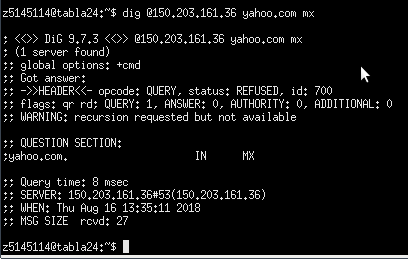 z5145114@tabla24:~$ dig @150.203.161.36 yahoo.com mx
; <<>> DiG 9.7.3 <<>> @150.203.161.36 yahoo.com mx
; (1 server found)
;; global options: +cmd
;; Got answer:
;; ->>HEADER<<- opcode: QUERY, status: REFUSED, id: 700
;; flags: qr rd; QUERY: 1, ANSWER: 0, AUTHORITY: 0, ADDITIONAL: 0
;; WARNING: recursion requested but not available
;; QUESTION SECTION:
;yahoo.com. IN MX
;; Query time: 8 msec
;; SERVER: 150.203.161.36#53(150.203.161.36)
;; WHEN: Thu Aug 16 13:35:11 2018
;; MSG SIZE rcvd: 27
z5145114@tabla24:~$